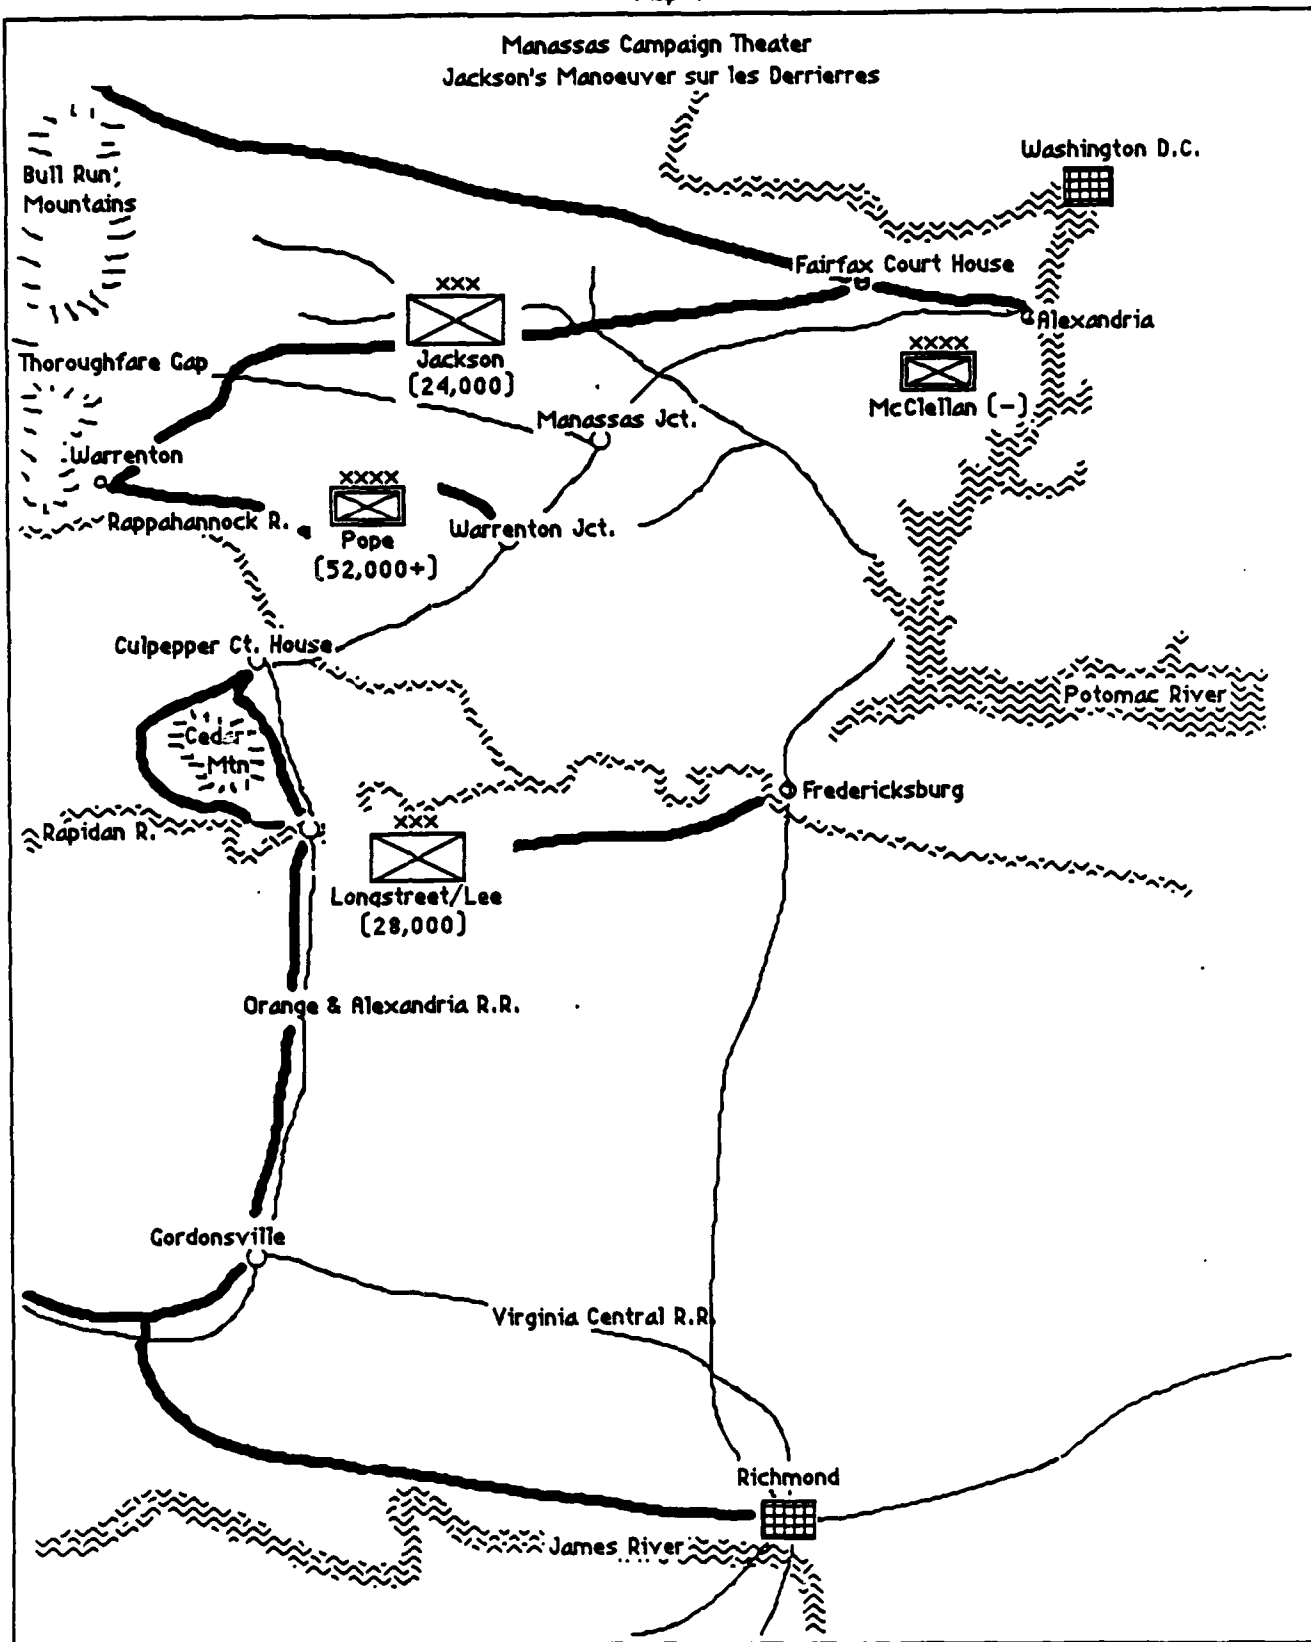 Manassas Campaign Theater
Jackson's Manoeuver sur les Derrierres
Washington D.C.
Bull Run
Mountains
Fairfax Court House
XXX
Alexandria
XXXX
Thoroughfare Gap
Jackson
(24,000)
McClellan (-)
Manassas Jct.
Warrenton
XXXX
Rappahannock R.
Pope
(52,000+)
Warrenton Jct.
Culpepper Ct. House
Potomac River
Cedar
Mtn
Fredericksburg
Rapidan R.
XXX
Longstreet/Lee
(28,000)
Orange & Alexandria R.R.
Gordonsville
Virginia Central R.R.
Richmond
James River